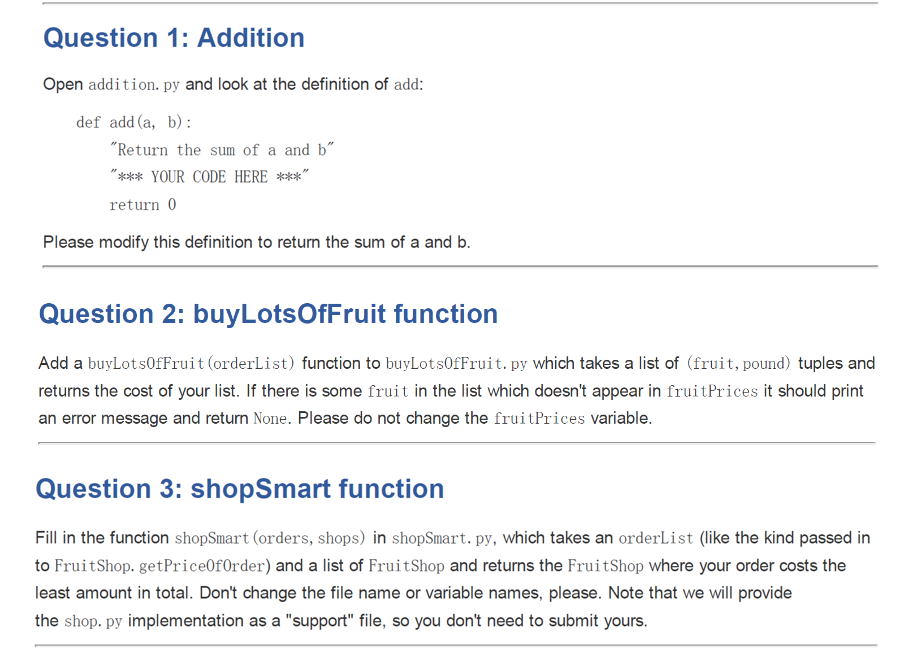 Question 1: Addition
Open addition.py and look at the definition of add:
def add(a, b):
"Return the sum of a and b"
"*** YOUR CODE HERE ***"
return 0
Please modify this definition to return the sum of a and b.
Question 2: buyLotsOfFruit function
Add a buyLotsOfFruit(orderList) function to buyLotsOfFruit.py which takes a list of (fruit,pound) tuples and
returns the cost of your list. If there is some fruit in the list which doesn't appear in fruitPrices it should print
an error message and return None. Please do not change the fruitPrices variable.
Question 3: shopSmart function
Fill in the function shopSmart(orders,shops) in shopSmart.py, which takes an orderList (like the kind passed in
to FruitShop.getPriceOfOrder) and a list of FruitShop and returns the FruitShop where your order costs the
least amount in total. Don't change the file name or variable names, please. Note that we will provide
the shop.py implementation as a "support" file, so you don't need to submit yours.